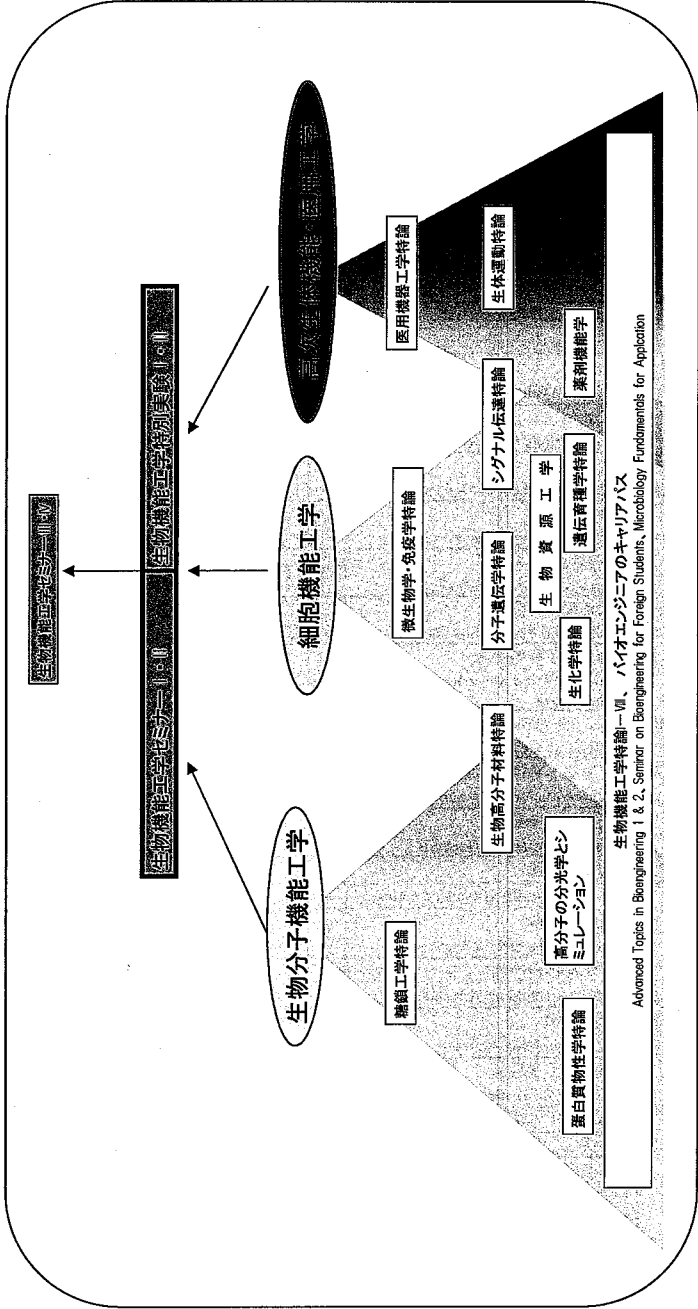 生物機能工学セミナーIII・IV
生物機能工学セミナーI・II
生物機能工学特別実験I・II
生物分子機能工学
細胞機能工学
高次生体機能・医用工学
糖鎖工学特論
微生物学・免疫学特論
医用機器工学特論
生物高分子材料特論
分子遺伝学特論
シグナル伝達特論
生体運動特論
生物資源工学
蛋白質物性学特論
高分子の分光学とシ
ミュレーション
生化学特論
遺伝育種学特論
薬剤機能学
生物機能工学特論I－VII、 バイオエンジニアのキャリアパス
Advanced Topics in Bioengineering 1 & 2、Seminar on Bioengineering for Foreign Students、Microbiology Fundamentals for Application